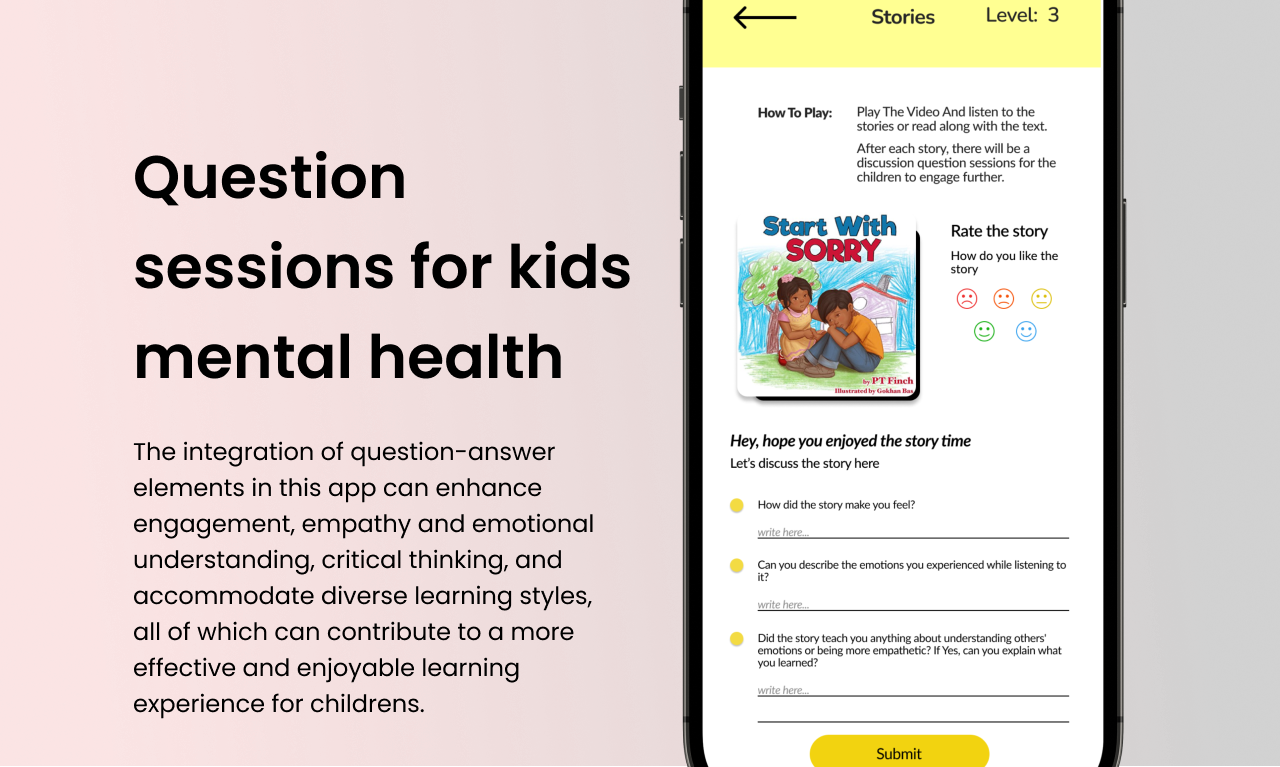 Question
sessions for kids
mental health
The integration of question-answer
elements in this app can enhance
engagement, empathy and emotional
understanding, critical thinking, and
accommodate diverse learning styles,
all of which can contribute to a more
effective and enjoyable learning
experience for childrens.
Stories
Level: 3
How To Play:
Play The Video And listen to the
stories or read along with the text.
After each story, there will be a
discussion question sessions for the
children to engage further.
Start With
SORRY
by PT Finch
Illustrated by Gokhan Bas
Rate the story
How do you like the
story
Hey, hope you enjoyed the story time
Let's discuss the story here
How did the story make you feel?
write here...
Can you describe the emotions you experienced while listening to
it?
write here...
Did the story teach you anything about understanding others'
emotions or being more empathetic? If Yes, can you explain what
you learned?
write here...
Submit